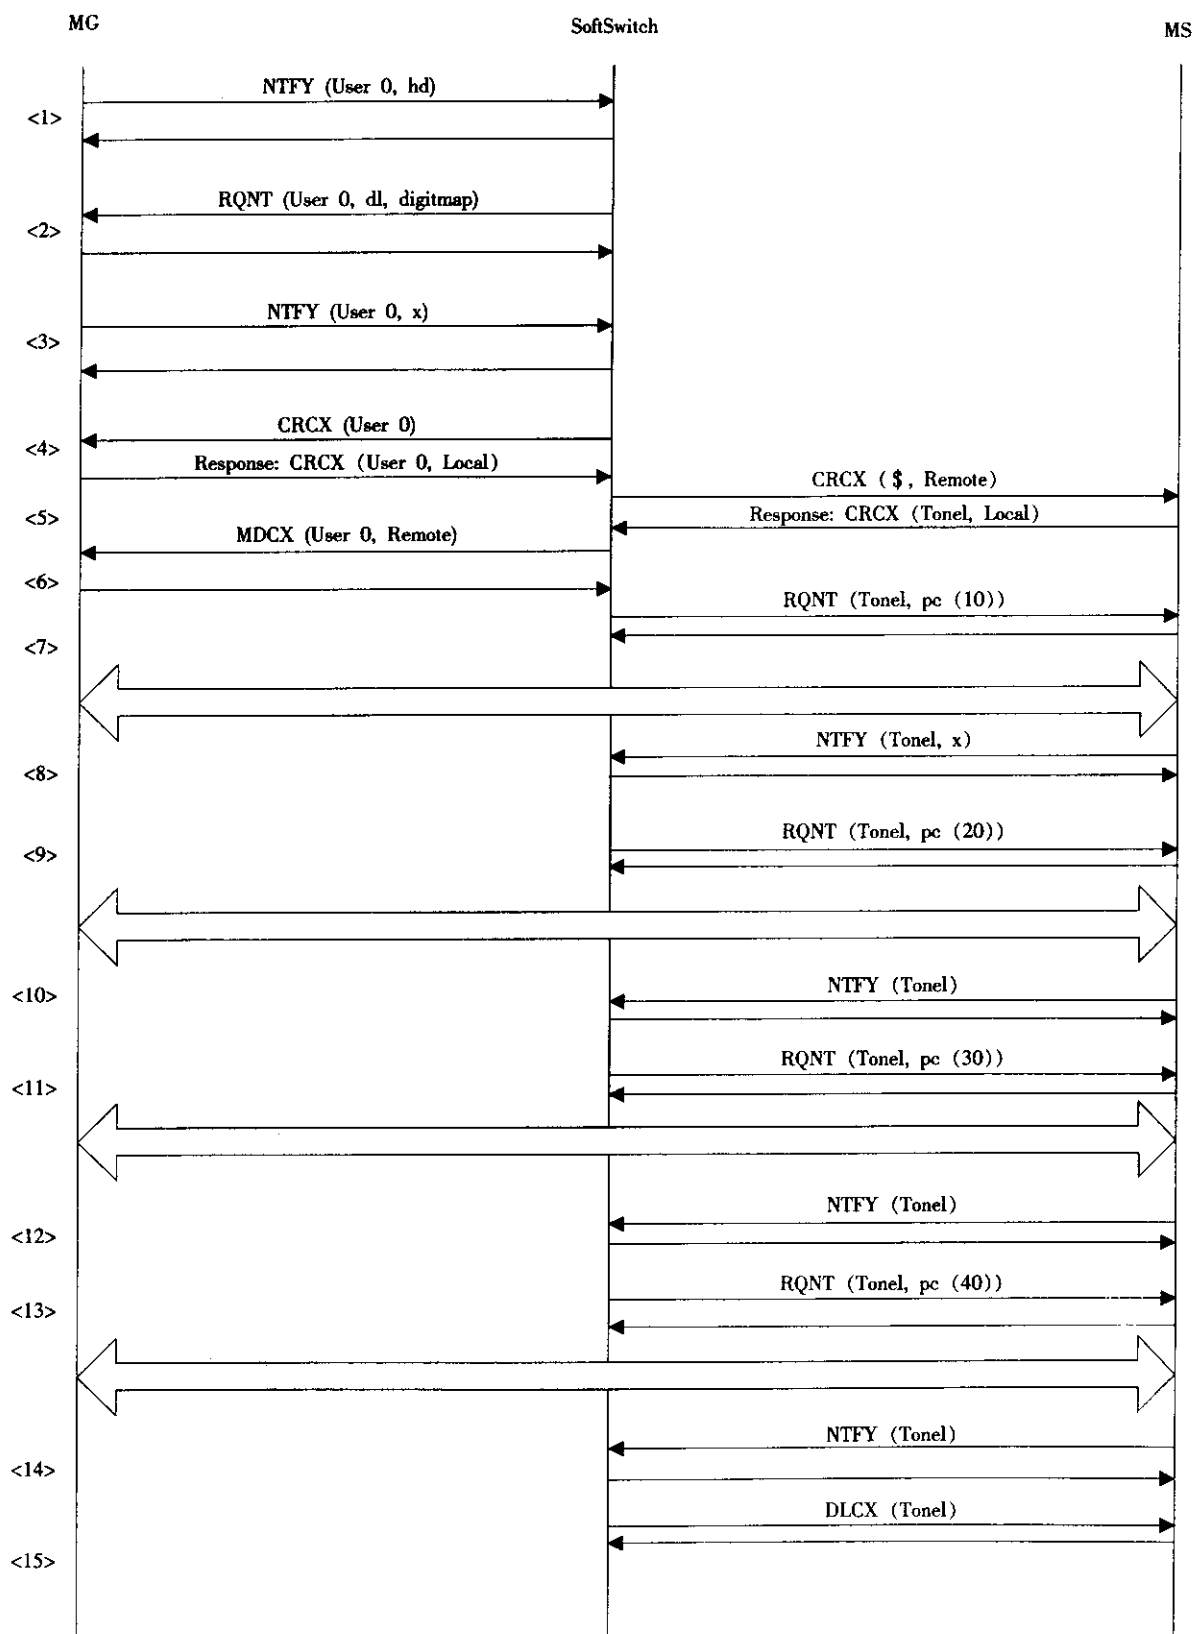 MG
SoftSwitch
MS
NTFY (User 0, hd)
<1>
RQNT (User 0, dl, digitmap)
<2>
NTFY (User 0, x)
<3>
CRCX (User 0)
<4>
Response: CRCX (User 0, Local)
CRCX ($, Remote)
<5>
Response: CRCX (Tonel, Local)
MDCX (User 0, Remote)
<6>
RQNT (Tonel, pc (10))
<7>
NTFY (Tonel, x)
<8>
RQNT (Tonel, pc (20))
<9>
NTFY (Tonel)
<10>
RQNT (Tonel, pc (30))
<11>
NTFY (Tonel)
<12>
RQNT (Tonel, pc (40))
<13>
NTFY (Tonel)
<14>
DLCX (Tonel)
<15>